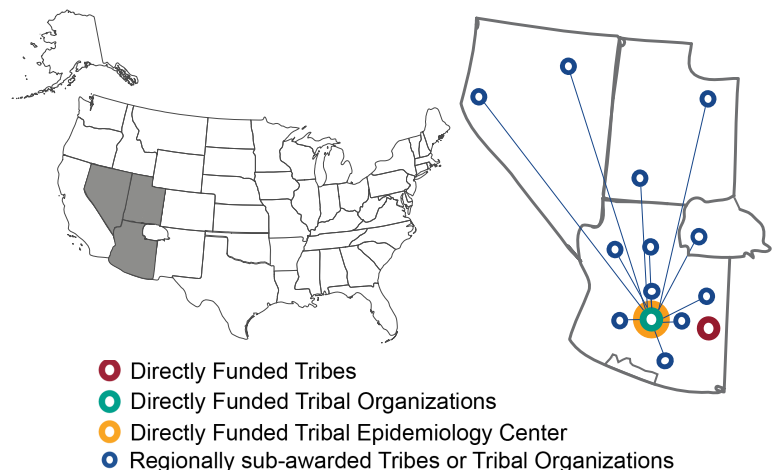 Directly Funded Tribes
Directly Funded Tribal Organizations
Directly Funded Tribal Epidemiology Center
Regionally sub-awarded Tribes or Tribal Organizations